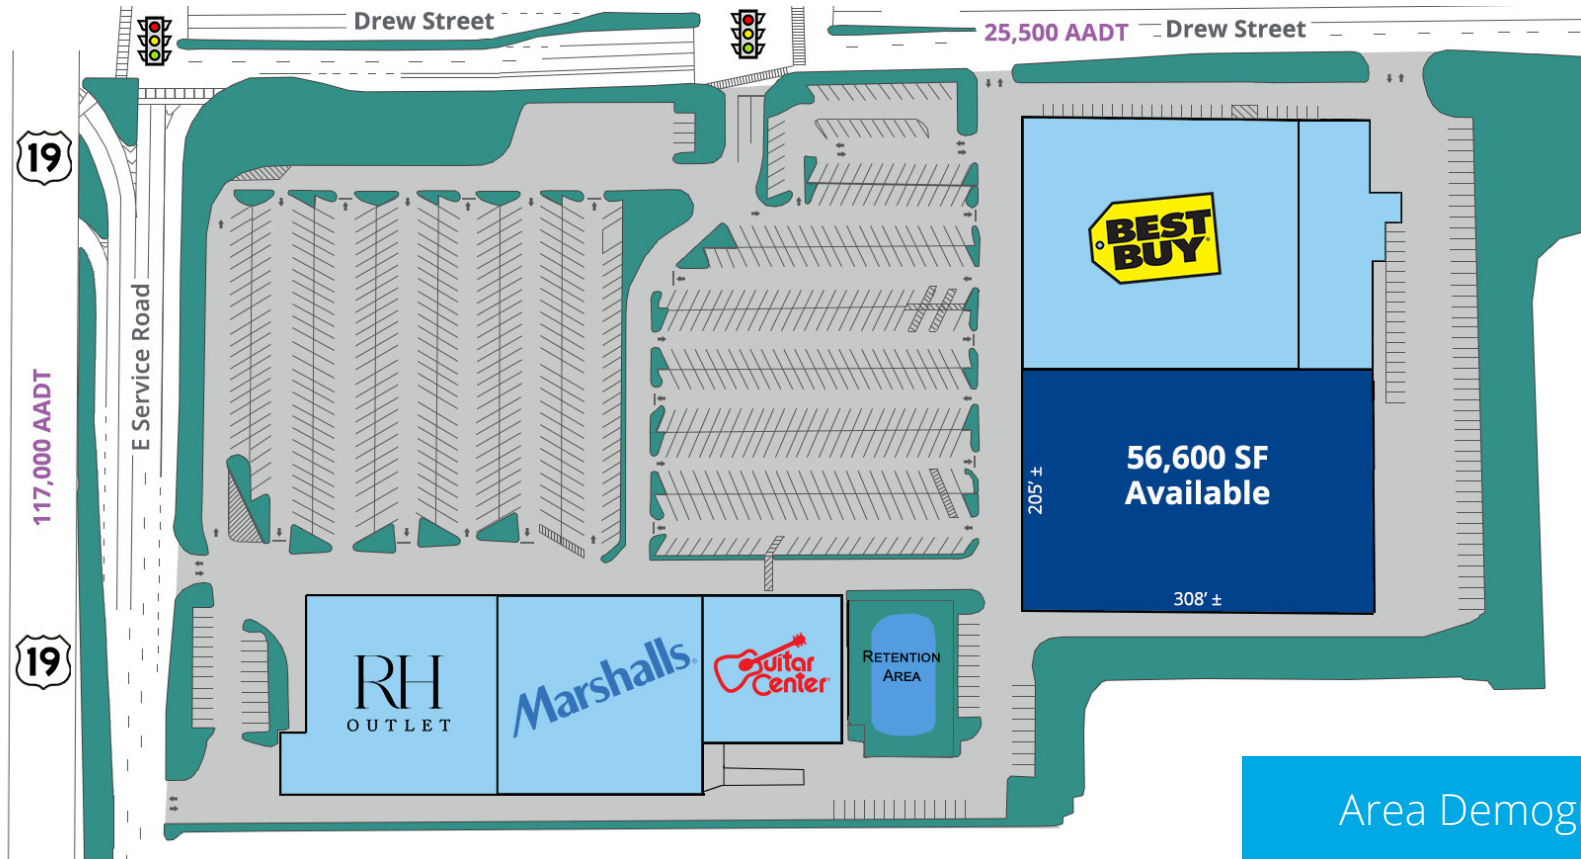 Drew Street
25,500 AADT
Drew Street
19
E Service Road
117,000 AADT
19
BEST
BUY
56,600 SF
Available
205' ±
308' ±
RH
OUTLET
Marshalls
Guitar
Center
RETENTION
AREA
Area Demog